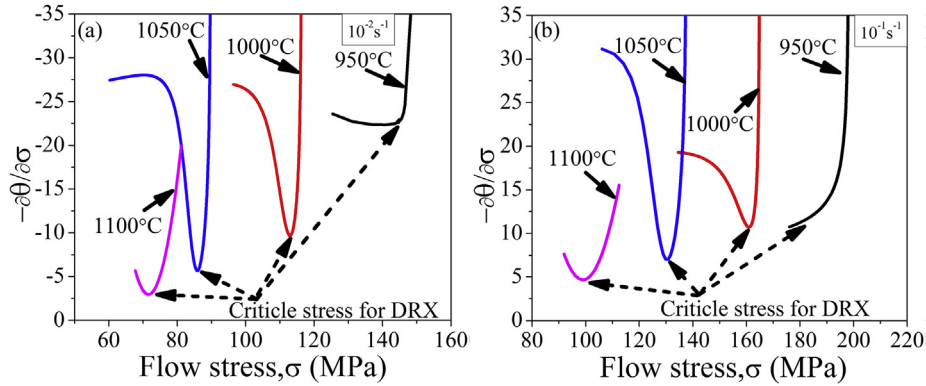 (a)
10⁻²s⁻¹
1050°C
1000°C
950°C
1100°C
Criticle stress for DRX
-35
-30
-25
-20
-15
-10
-5
0
−∂θ/∂σ
40 60 80 100 120 140 160
Flow stress,σ (MPa)
(b)
10⁻¹s⁻¹
1050°C
950°C
1000°C
1100°C
Criticle stress for DRX
35
30
25
20
15
10
5
0
−∂θ/∂σ
80 100 120 140 160 180 200 220
Flow stress,σ (MPa)